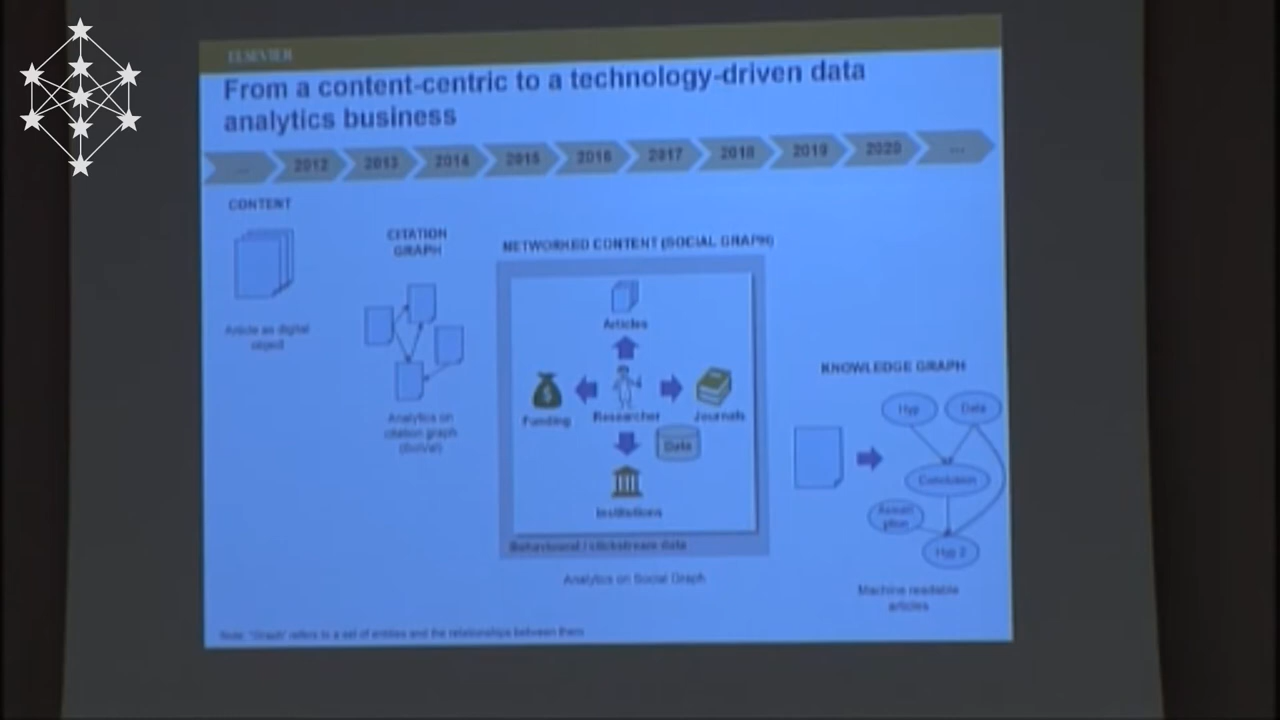 ELSEVIER
From a content-centric to a technology-driven data
analytics business
... 2012 2013 2014 2015 2016 2017 2018 2019 2020 ...
CONTENT
Article as digital
object
CITATION
GRAPH
Analytics on
citation graph
(SciVal)
NETWORKED CONTENT (SOCIAL GRAPH)
Articles
Funding
Researcher
Journals
Data
Institutions
Behavioural / clickstream data
Analytics on Social Graph
KNOWLEDGE GRAPH
Hyp
Data
Conclusion
Assum
ption
Hyp 2
Machine readable
articles
Note: "Graph" refers to a set of entities and the relationships between them